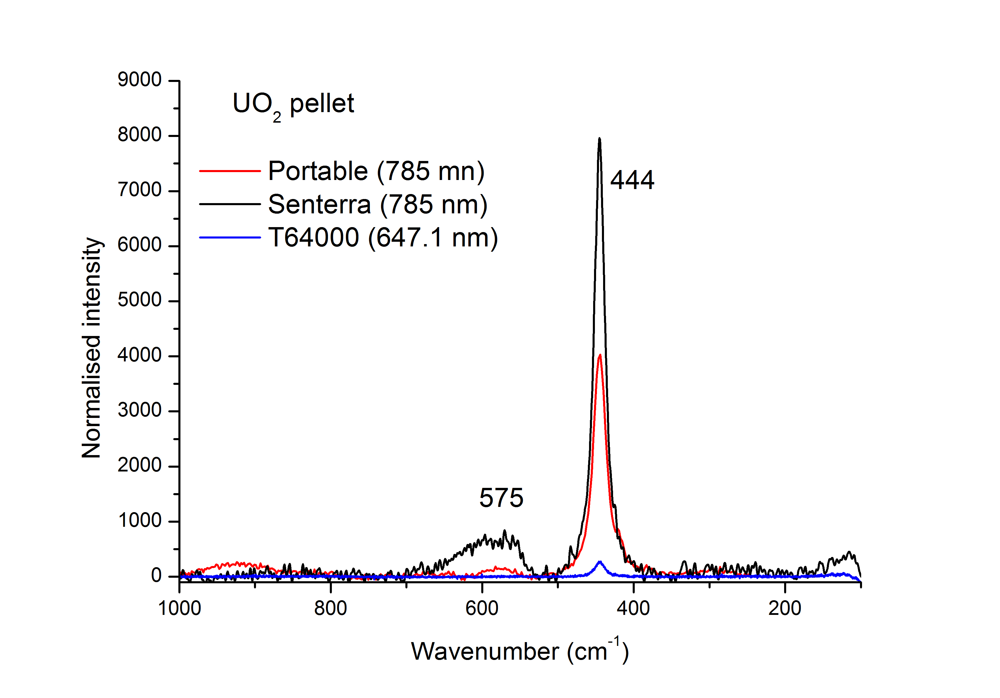 UO₂ pellet
Portable (785 mn)
Senterra (785 nm)
T64000 (647.1 nm)
444
575
Normalised intensity
9000
8000
7000
6000
5000
4000
3000
2000
1000
0
1000 800 600 400 200
Wavenumber (cm⁻¹)